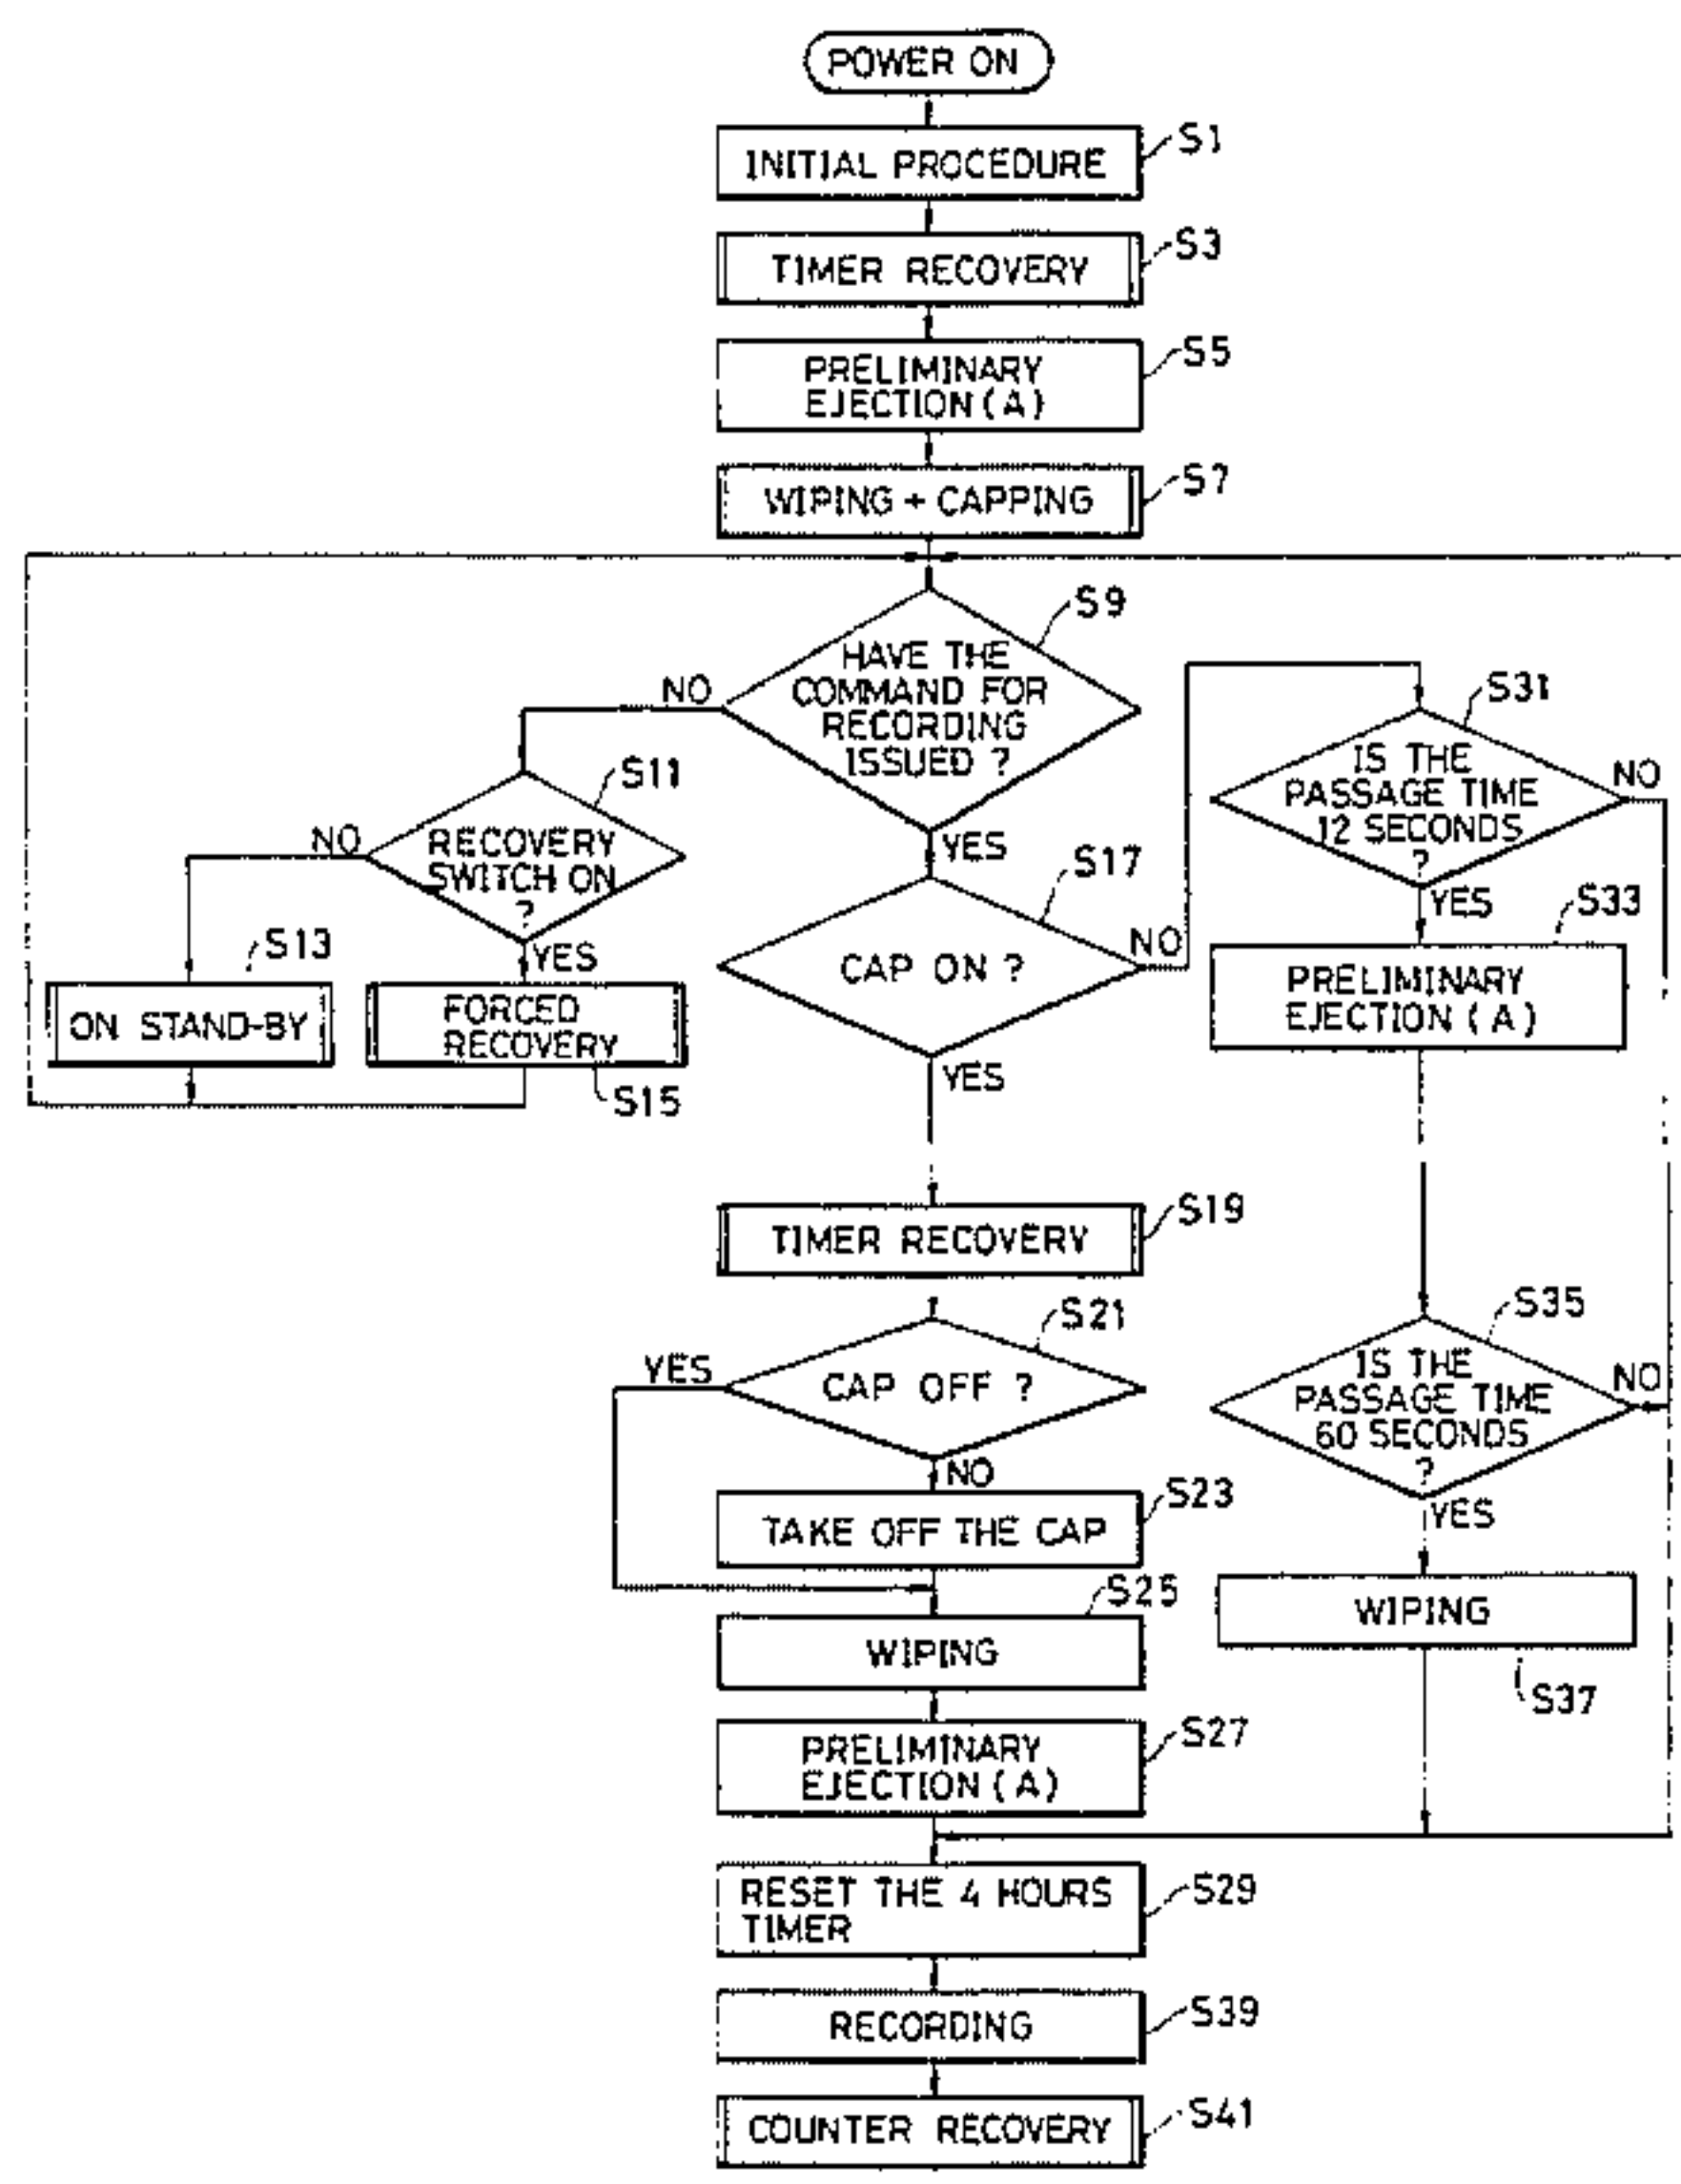 POWER ON
INITIAL PROCEDURE
S1
TIMER RECOVERY
S3
PRELIMINARY
EJECTION (A)
S5
WIPING + CAPPING
S7
HAVE THE
COMMAND FOR
RECORDING
ISSUED ?
S9
NO
YES
RECOVERY
SWITCH ON
?
S11
NO
YES
ON STAND-BY
S13
FORCED
RECOVERY
S15
CAP ON ?
S17
NO
YES
IS THE
PASSAGE TIME
12 SECONDS
?
S31
NO
YES
PRELIMINARY
EJECTION (A)
S33
TIMER RECOVERY
S19
CAP OFF ?
S21
YES
NO
TAKE OFF THE CAP
S23
IS THE
PASSAGE TIME
60 SECONDS
?
S35
NO
YES
WIPING
S37
WIPING
S25
PRELIMINARY
EJECTION (A)
S27
RESET THE 4 HOURS
TIMER
S29
RECORDING
S39
COUNTER RECOVERY
S41